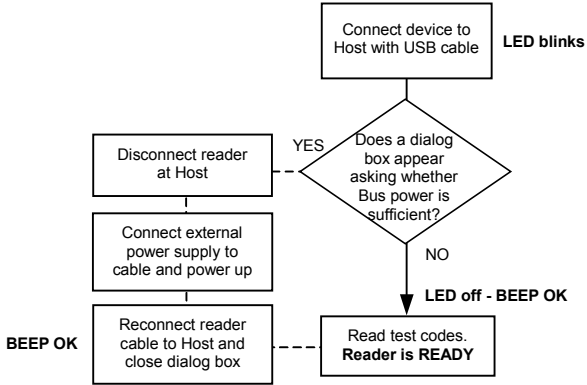 Connect device to
Host with USB cable
LED blinks
YES
Does a dialog
box appear
asking whether
Bus power is
sufficient?
Disconnect reader
at Host
Connect external
power supply to
cable and power up
NO
LED off - BEEP OK
BEEP OK
Reconnect reader
cable to Host and
close dialog box
Read test codes.
Reader is READY